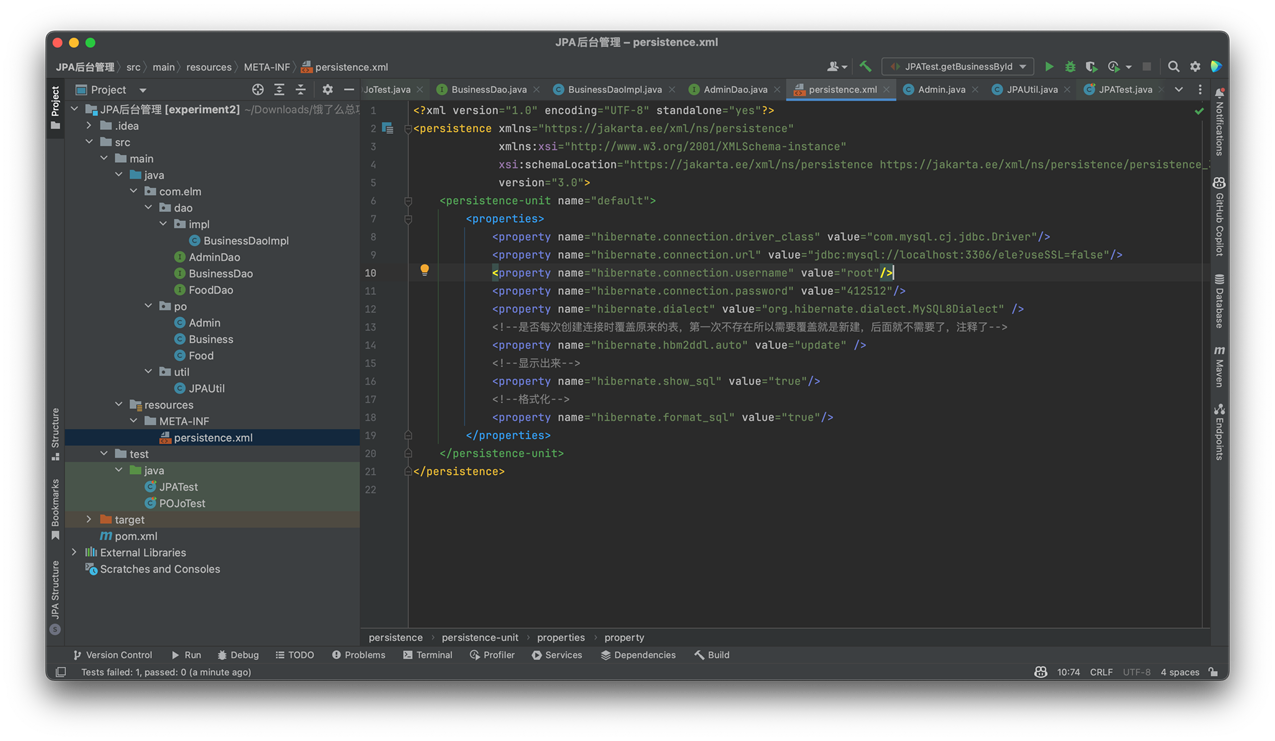 JPA后台管理 – persistence.xml
JPA后台管理 src main resources META-INF persistence.xml
JPATest.getBusinessById
Project
JoTest.java BusinessDao.java BusinessDaoImpl.java AdminDao.java persistence.xml Admin.java JPAUtil.java JPATest.java
JPA后台管理 [experiment2] ~/Downloads/饿了么总项
.idea
src
main
java
com.elm
dao
impl
BusinessDaoImpl
AdminDao
BusinessDao
FoodDao
po
Admin
Business
Food
util
JPAUtil
resources
META-INF
persistence.xml
test
java
JPATest
POJoTest
target
pom.xml
External Libraries
Scratches and Consoles
Project
Structure
Bookmarks
JPA Structure
1 <?xml version="1.0" encoding="UTF-8" standalone="yes"?>
2 <persistence xmlns="https://jakarta.ee/xml/ns/persistence"
3 xmlns:xsi="http://www.w3.org/2001/XMLSchema-instance"
4 xsi:schemaLocation="https://jakarta.ee/xml/ns/persistence https://jakarta.ee/xml/ns/persistence/persistence_
5 version="3.0">
6 <persistence-unit name="default">
7 <properties>
8 <property name="hibernate.connection.driver_class" value="com.mysql.cj.jdbc.Driver"/>
9 <property name="hibernate.connection.url" value="jdbc:mysql://localhost:3306/ele?useSSL=false"/>
10 <property name="hibernate.connection.username" value="root"/>
11 <property name="hibernate.connection.password" value="412512"/>
12 <property name="hibernate.dialect" value="org.hibernate.dialect.MySQL8Dialect" />
13 <!--是否每次创建连接时覆盖原来的表，第一次不存在所以需要覆盖就是新建，后面就不需要了，注释了-->
14 <property name="hibernate.hbm2ddl.auto" value="update" />
15 <!--显示出来-->
16 <property name="hibernate.show_sql" value="true"/>
17 <!--格式化-->
18 <property name="hibernate.format_sql" value="true"/>
19 </properties>
20 </persistence-unit>
21 </persistence>
22
Notifications
GitHub Copilot
Database
Maven
Endpoints
persistence persistence-unit properties property
Version Control Run Debug TODO Problems Terminal Profiler Services Dependencies Build
Tests failed: 1, passed: 0 (a minute ago)
10:74 CRLF UTF-8 4 spaces